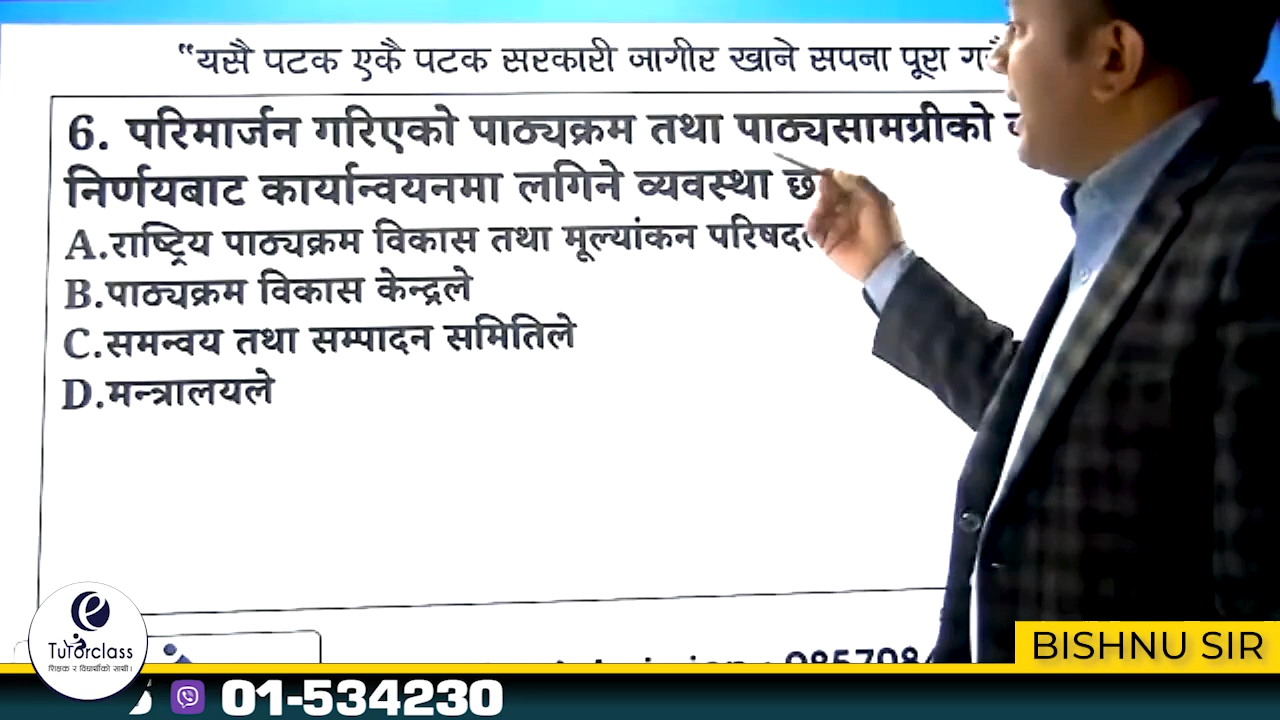 “यसै पटक एकै पटक सरकारी जागीर खाने सपना पूरा
6. परिमार्जन गरिएको पाठ्यक्रम तथा पाठ्यसामग्रीको
निर्णयबाट कार्यान्वयनमा लगिने व्यवस्था छ
A.राष्ट्रिय पाठ्यक्रम विकास तथा मूल्यांकन
B.पाठ्यक्रम विकास केन्द्रले
C.समन्वय तथा सम्पादन समितिले
D.मन्त्रालयले
e
Tutorclass
शिक्षक र विद्यार्थीको साथी।
BISHNU SIR
01-534230